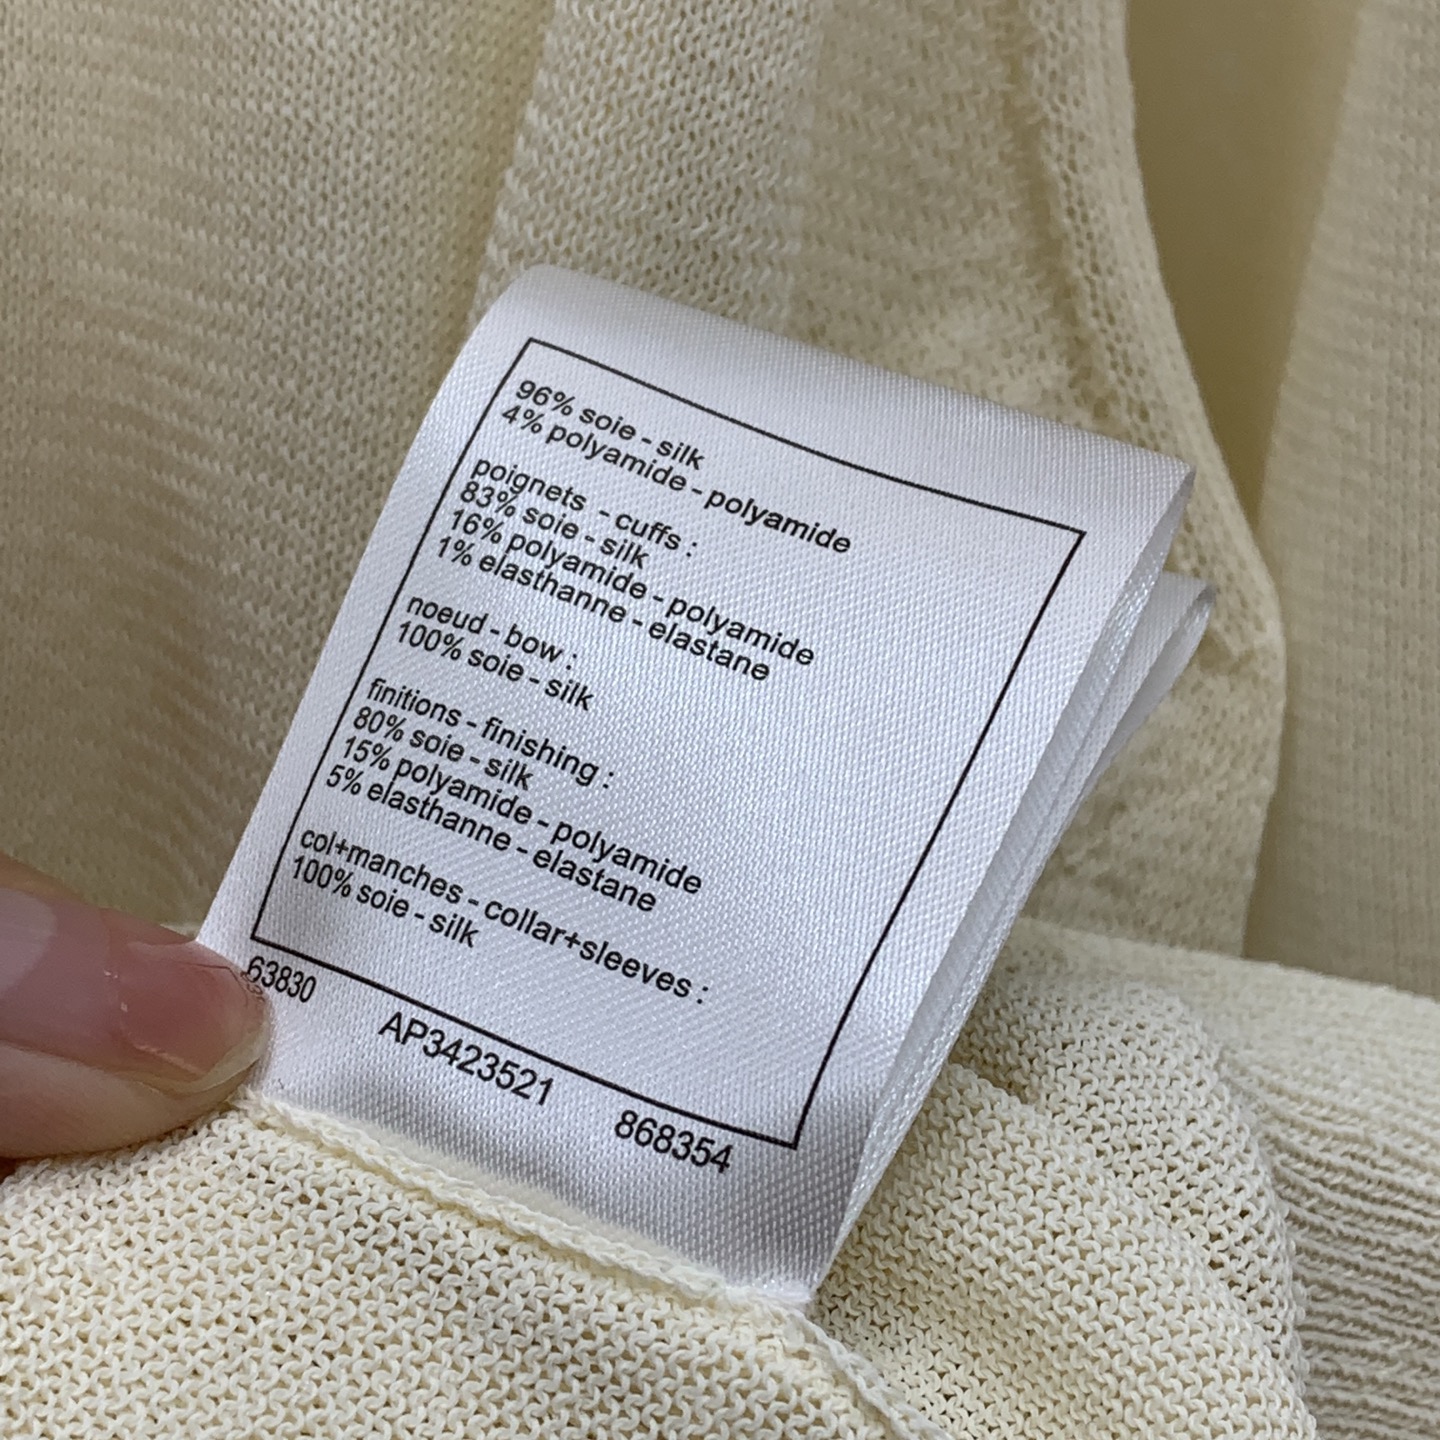 96% soie - silk
4% polyamide - polyamide
poignets - cuffs :
83% soie - silk
16% polyamide - polyamide
1% elasthanne - elastane
noeud - bow :
100% soie - silk
finitions - finishing :
80% soie - silk
15% polyamide - polyamide
5% elasthanne - elastane
col+manches - collar+sleeves :
100% soie - silk
63830
AP3423521
868354